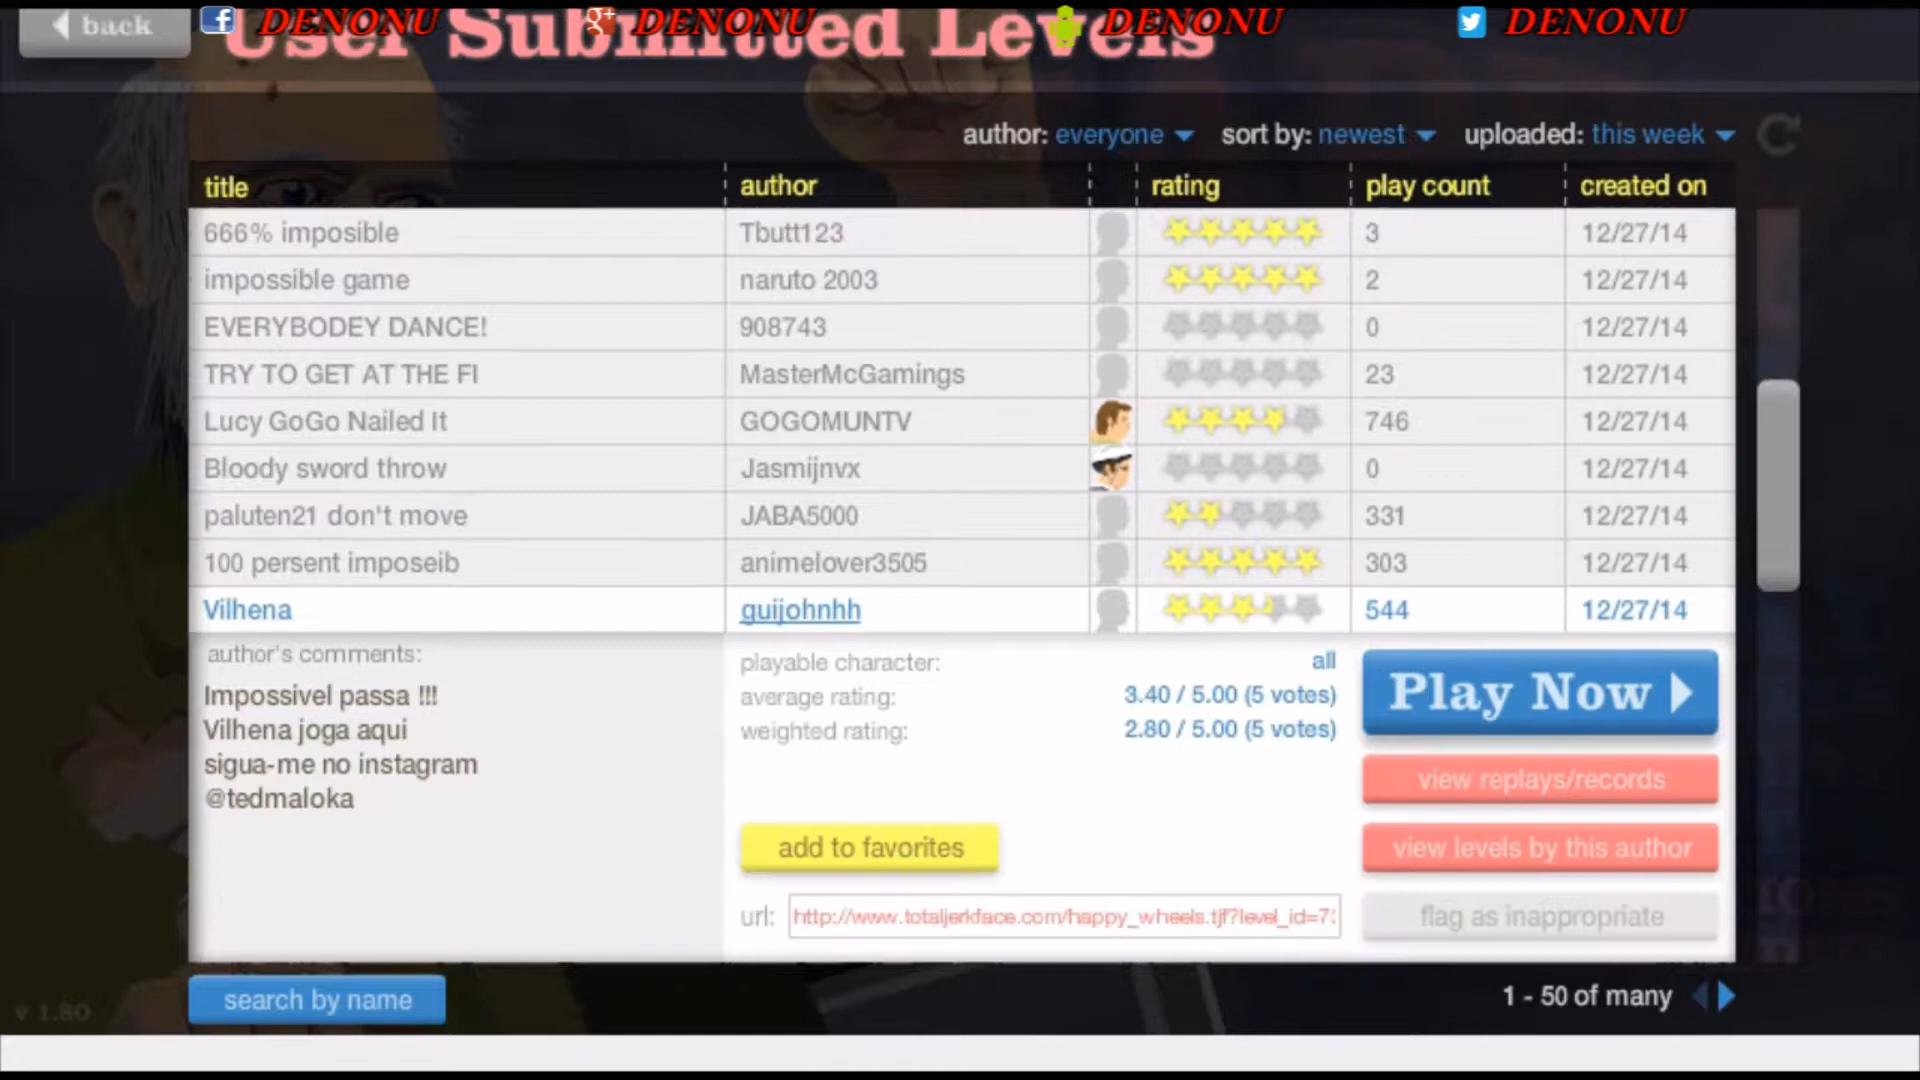 back
DENONU DENONU DENONU DENONU
User Submitted Levels
author: everyone sort by: newest uploaded: this week
title author rating play count created on
666% imposible Tbutt123 3 12/27/14
impossible game naruto 2003 2 12/27/14
EVERYBODEY DANCE! 908743 0 12/27/14
TRY TO GET AT THE FI MasterMcGamings 23 12/27/14
Lucy GoGo Nailed It GOGOMUNTV 746 12/27/14
Bloody sword throw Jasmijnvx 0 12/27/14
paluten21 don't move JABA5000 331 12/27/14
100 persent imposeib animelover3505 303 12/27/14
Vilhena guijohnhh 544 12/27/14
author's comments:
Impossivel passa !!!
Vilhena joga aqui
sigua-me no instagram
@tedmaloka
playable character: all
average rating: 3.40 / 5.00 (5 votes)
weighted rating: 2.80 / 5.00 (5 votes)
add to favorites
url: http://www.totaljerkface.com/happy_wheels.tjf?level_id=7
Play Now
view replays/records
view levels by this author
flag as inappropriate
search by name
1 - 50 of many
v 1.80